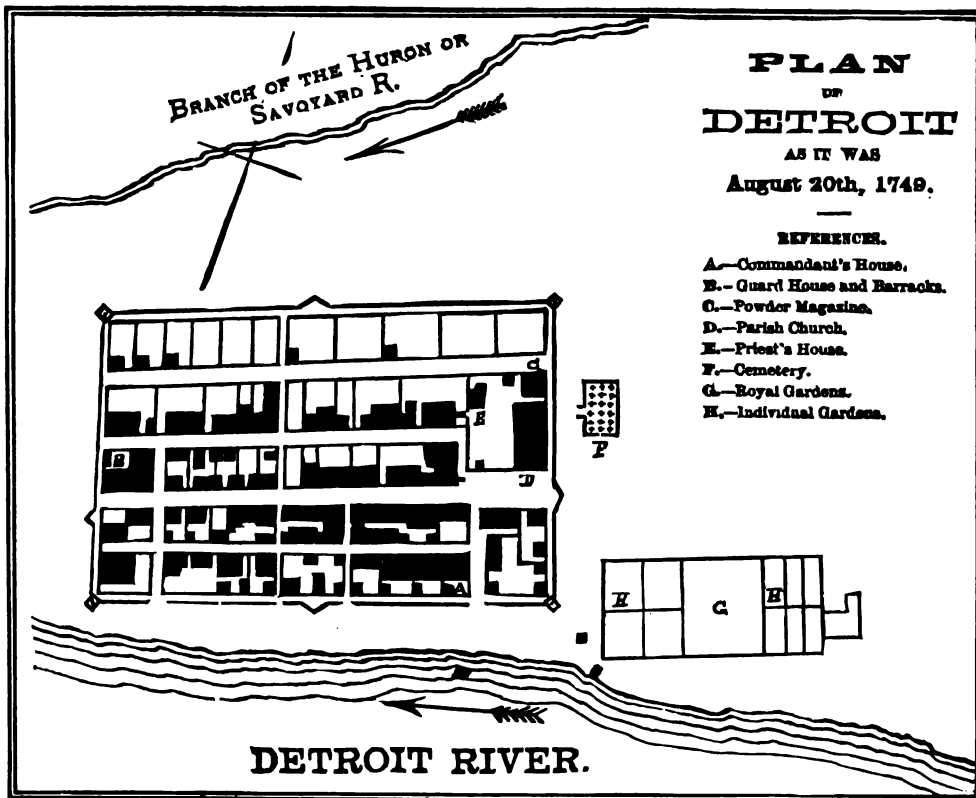 BRANCH OF THE HURON OR
SAVOYARD R.
PLAN
OF
DETROIT
AS IT WAS
August 20th, 1749.
REFERENCES.
A.—Commandant's House.
B.—Guard House and Barracks.
C.—Powder Magazine.
D.—Parish Church.
E.—Priest's House.
F.—Cemetery.
G.—Royal Gardens.
H.—Individual Gardens.
C
E
F
B
D
A
H
G
H
DETROIT RIVER.